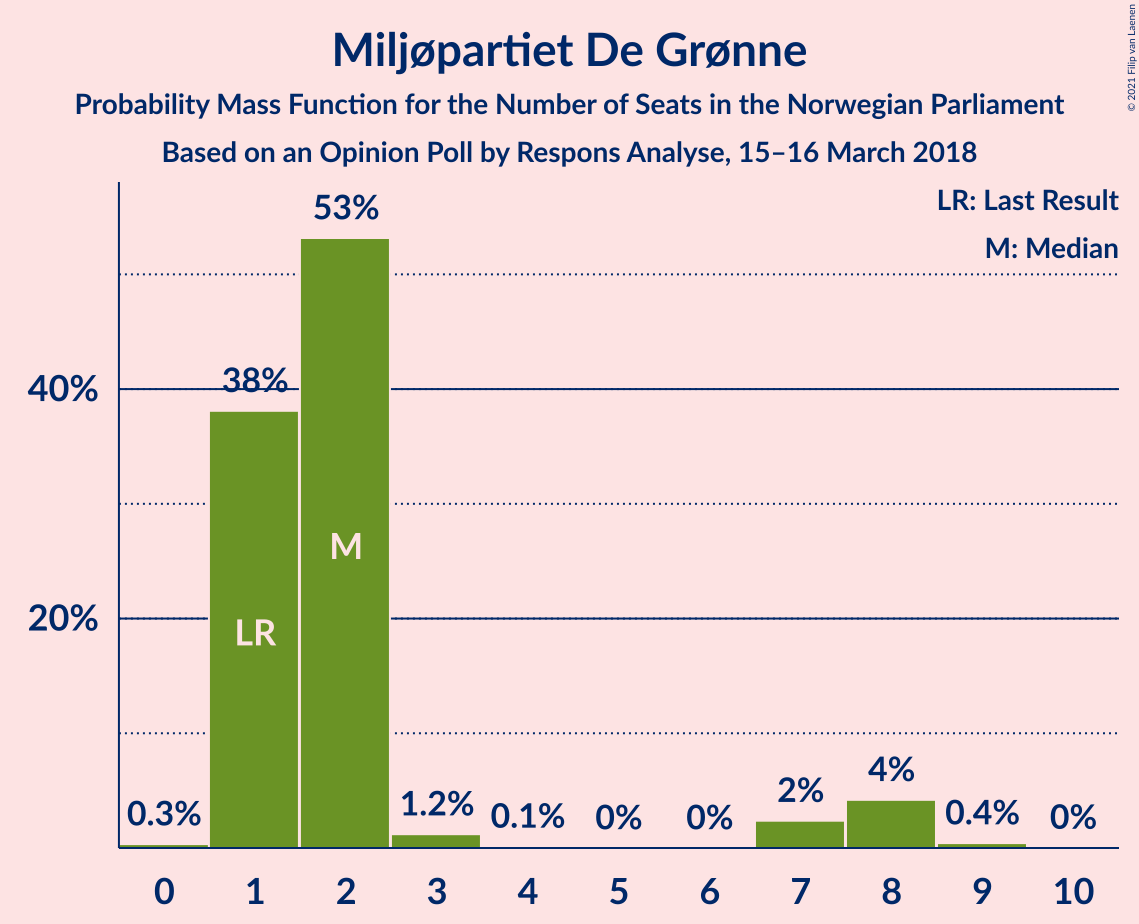 Miljøpartiet De Grønne
Probability Mass Function for the Number of Seats in the Norwegian Parliament
Based on an Opinion Poll by Respons Analyse, 15–16 March 2018
© 2021 Filip van Laenen
LR: Last Result
M: Median
53%
38%
40%
M
20%
LR
0.3%
1.2%
0.1%
0%
0%
2%
4%
0.4%
0%
0 1 2 3 4 5 6 7 8 9 10